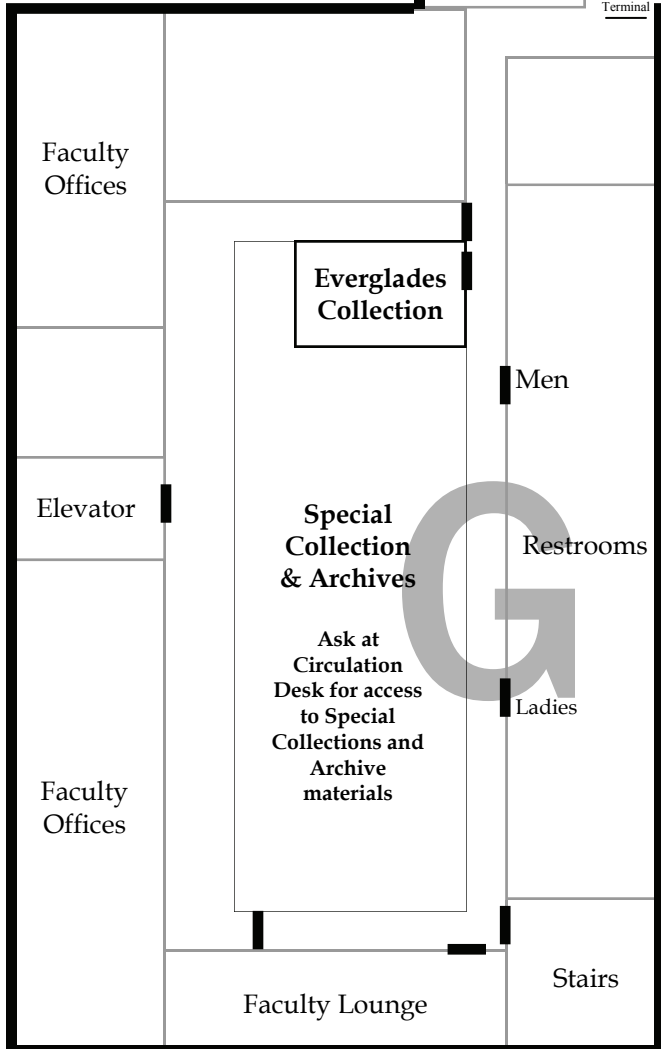 Terminal
Faculty
Offices
Everglades
Collection
Men
Elevator
Special
Collection
& Archives
Restrooms
G
Ask at
Circulation
Desk for access
to Special
Collections and
Archive
materials
Ladies
Faculty
Offices
Stairs
Faculty Lounge